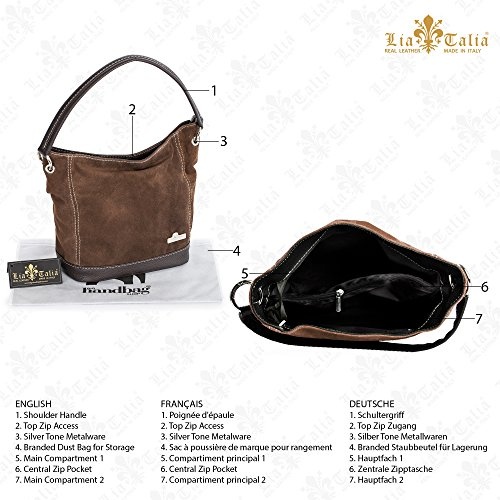 Lia Talia
REAL LEATHER MADE IN ITALY
1
2
3
4
5
6
7
Lia Talia
handbag
ENGLISH
1. Shoulder Handle
2. Top Zip Access
3. Silver Tone Metalware
4. Branded Dust Bag for Storage
5. Main Compartment 1
6. Central Zip Pocket
7. Main Compartment 2
FRANÇAIS
1. Poignée d'épaule
2. Top Zip Access
3. Silver Tone Metalware
4. Sac à poussière de marque pour rangement
5. Compartiment principal 1
6. Central Zip Pocket
7. Compartiment principal 2
DEUTSCHE
1. Schultergriff
2. Top Zip Zugang
3. Silber Tone Metallwaren
4. Branded Staubbeutel für Lagerung
5. Hauptfach 1
6. Zentrale Zipptasche
7. Hauptfach 2